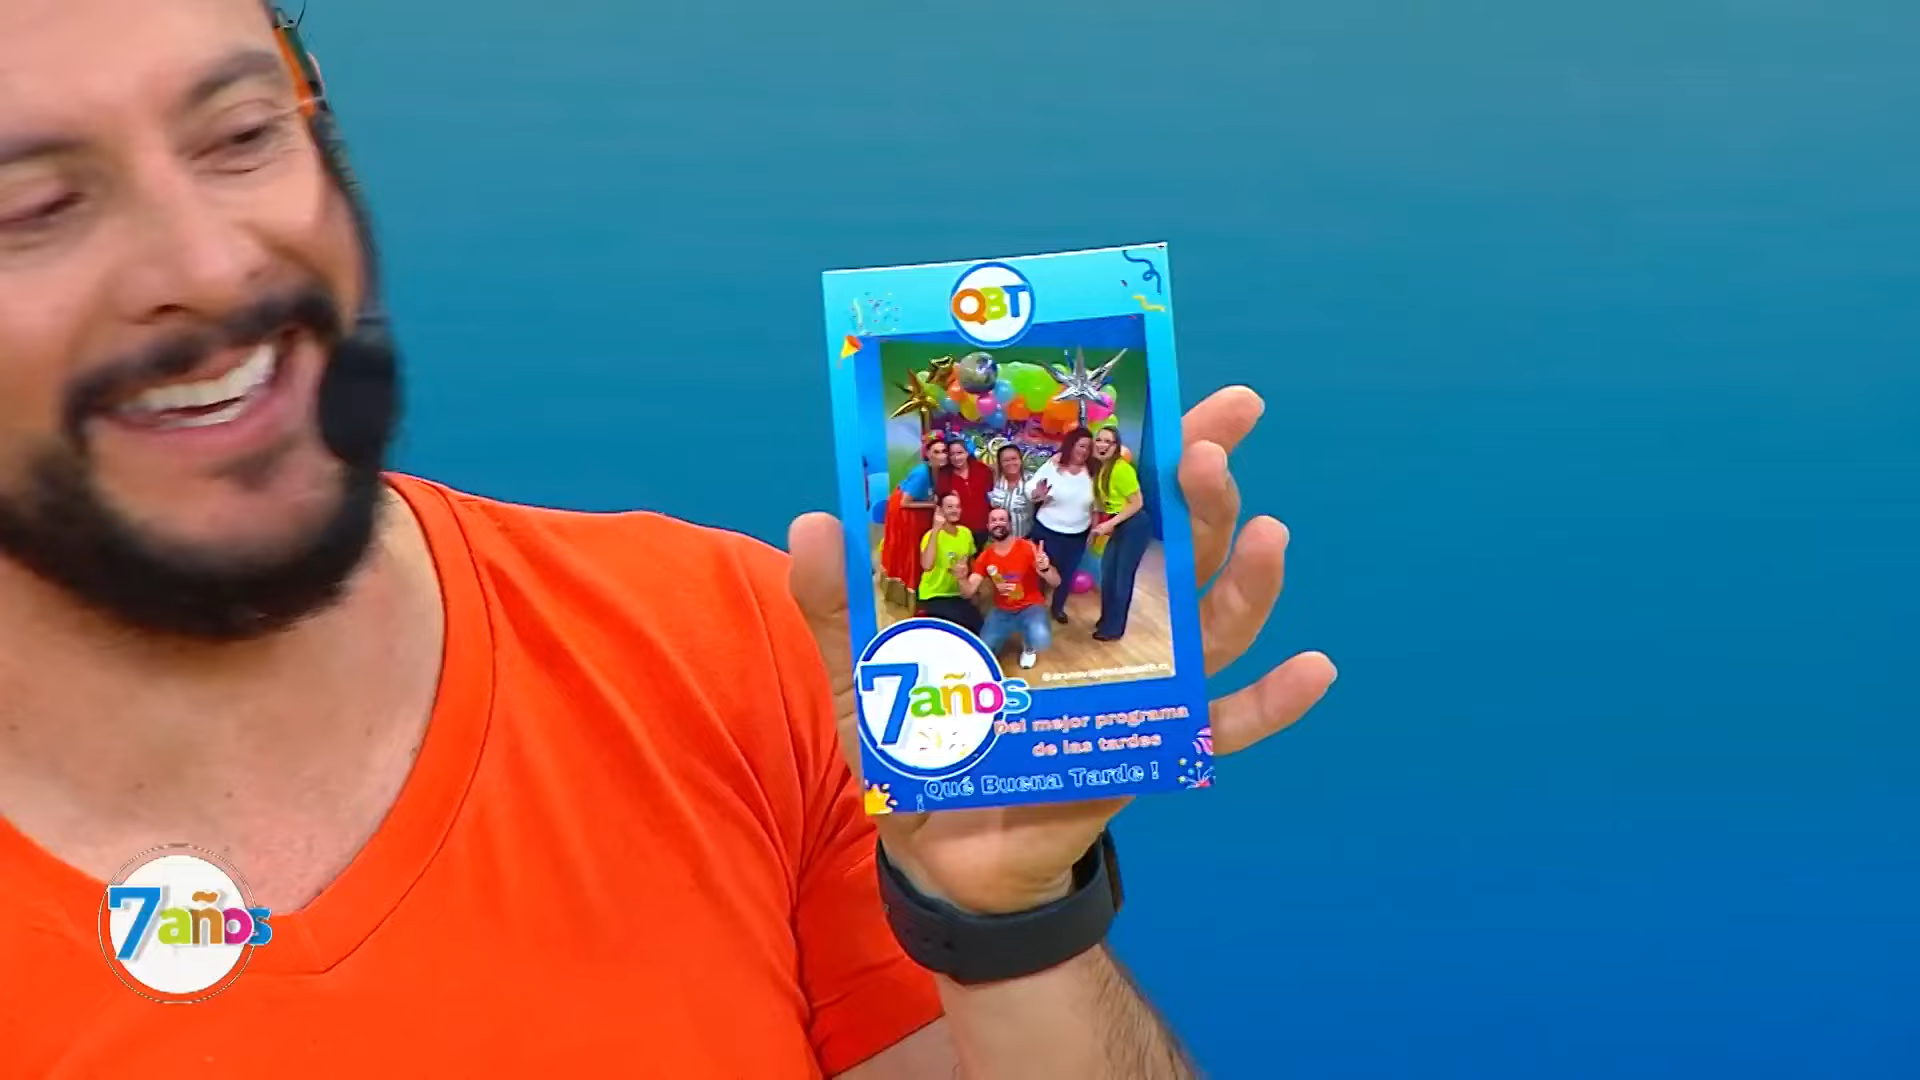 QBT
7años
Del mejor programa
de las tardes
¡Qué Buena Tarde!
7años